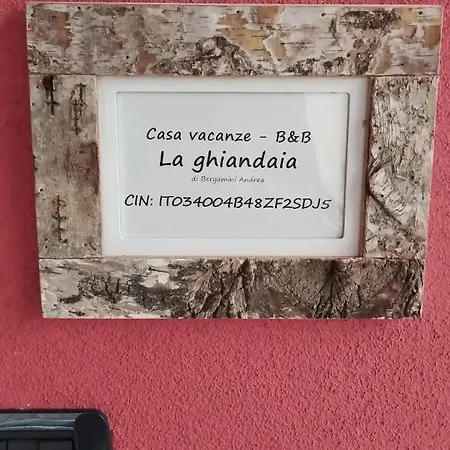 Casa vacanze - B&B
La ghiandaia
di Bergamini Andrea
CIN: IT034004B48ZF2SDJ5